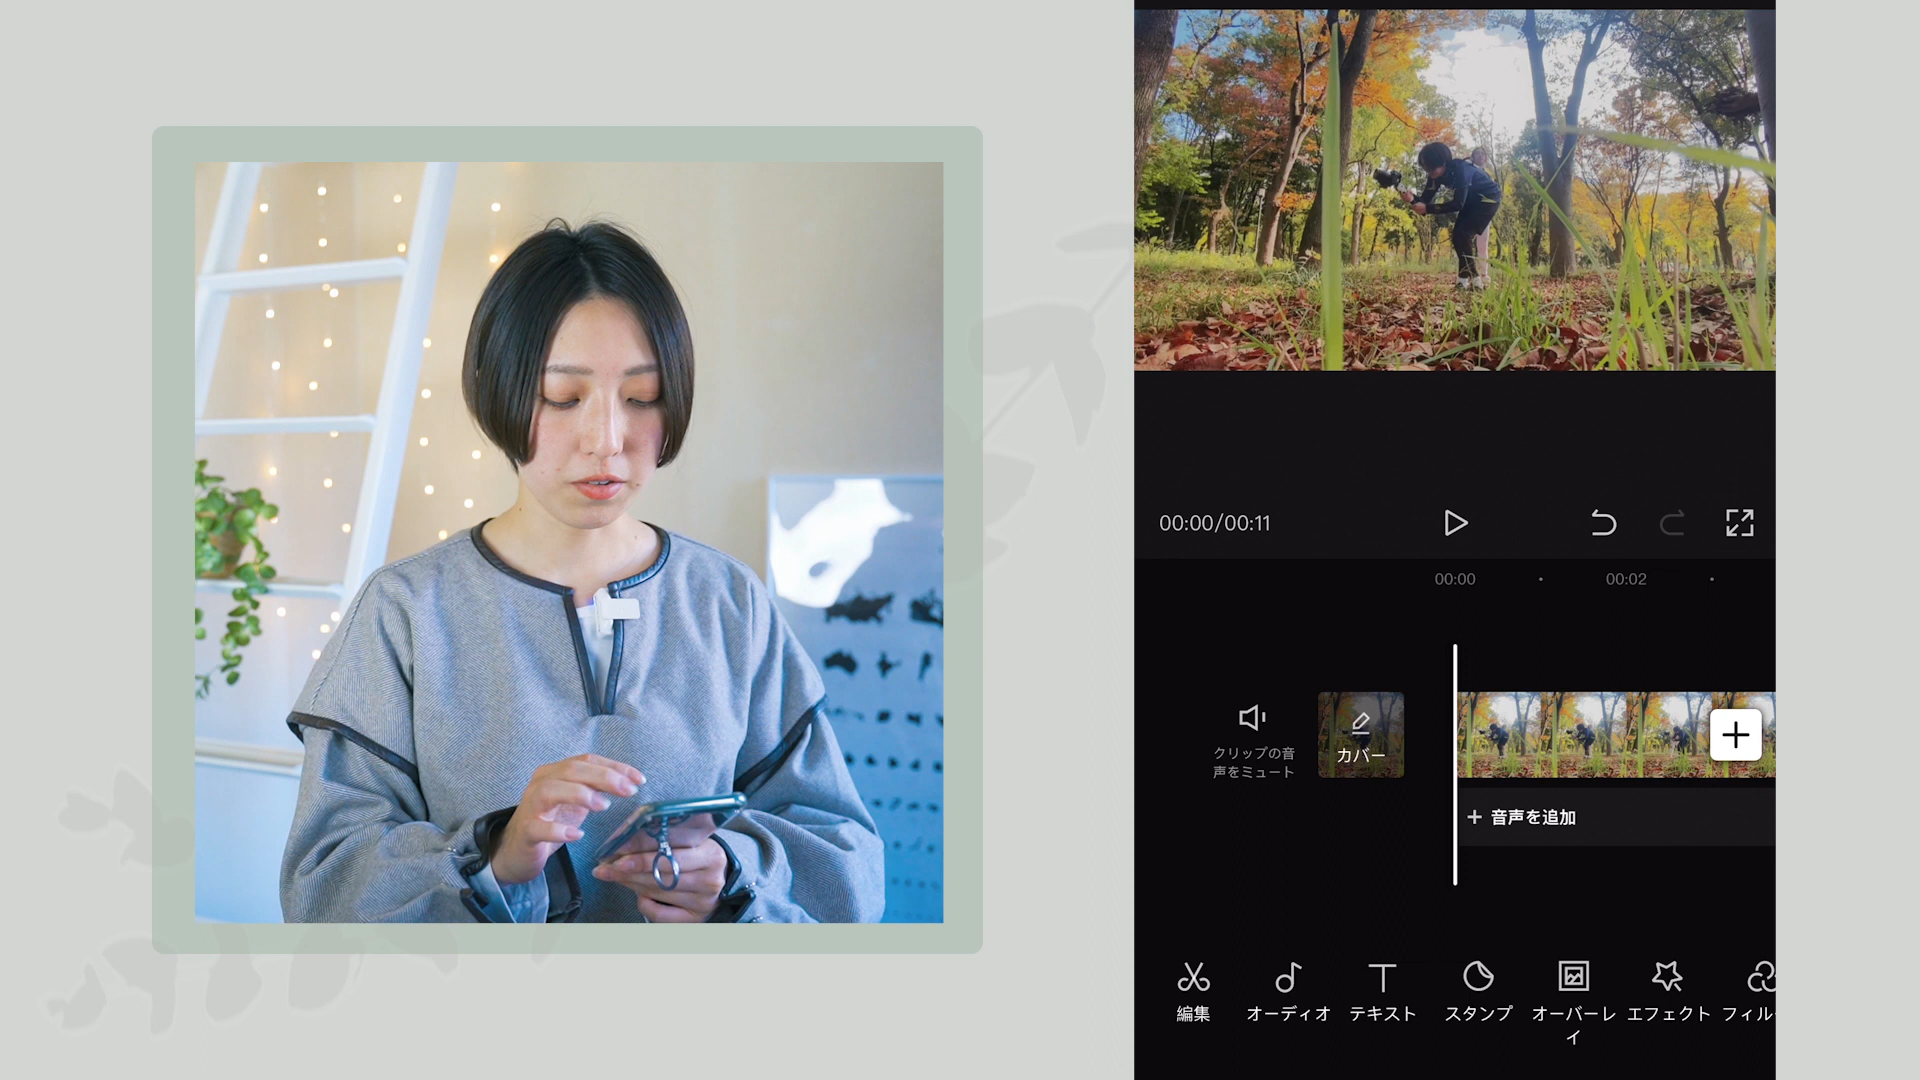 00:00/00:11
00:00
00:02
クリップの音
声をミュート
カバー
音声を追加
編集
オーディオ
テキスト
スタンプ
オーバーレ
イ
エフェクト
フィル